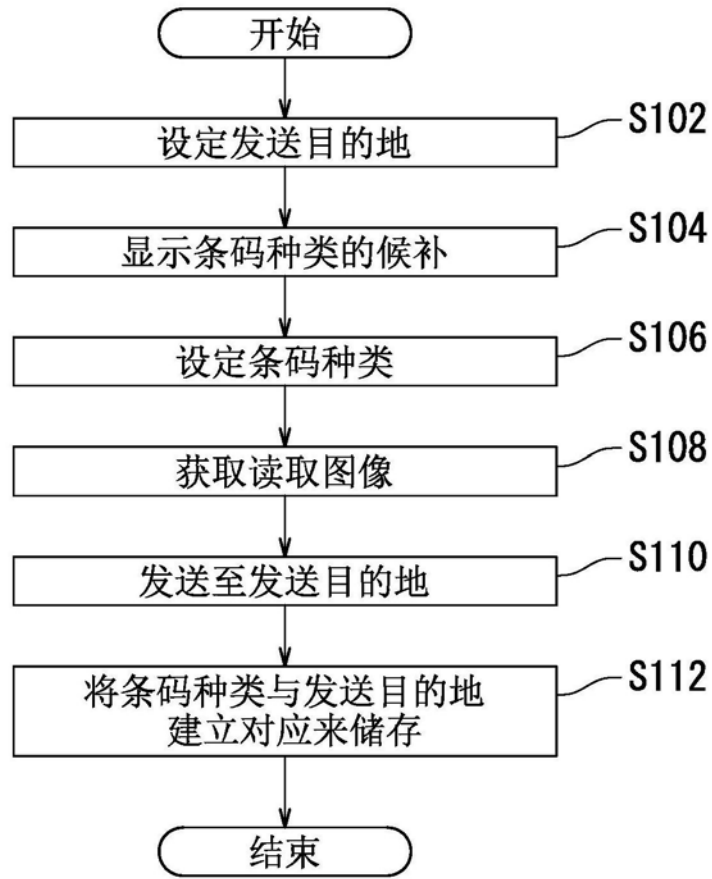 开始
设定发送目的地
S102
显示条码种类的候补
S104
设定条码种类
S106
获取读取图像
S108
发送至发送目的地
S110
将条码种类与发送目的地
建立对应来储存
S112
结束